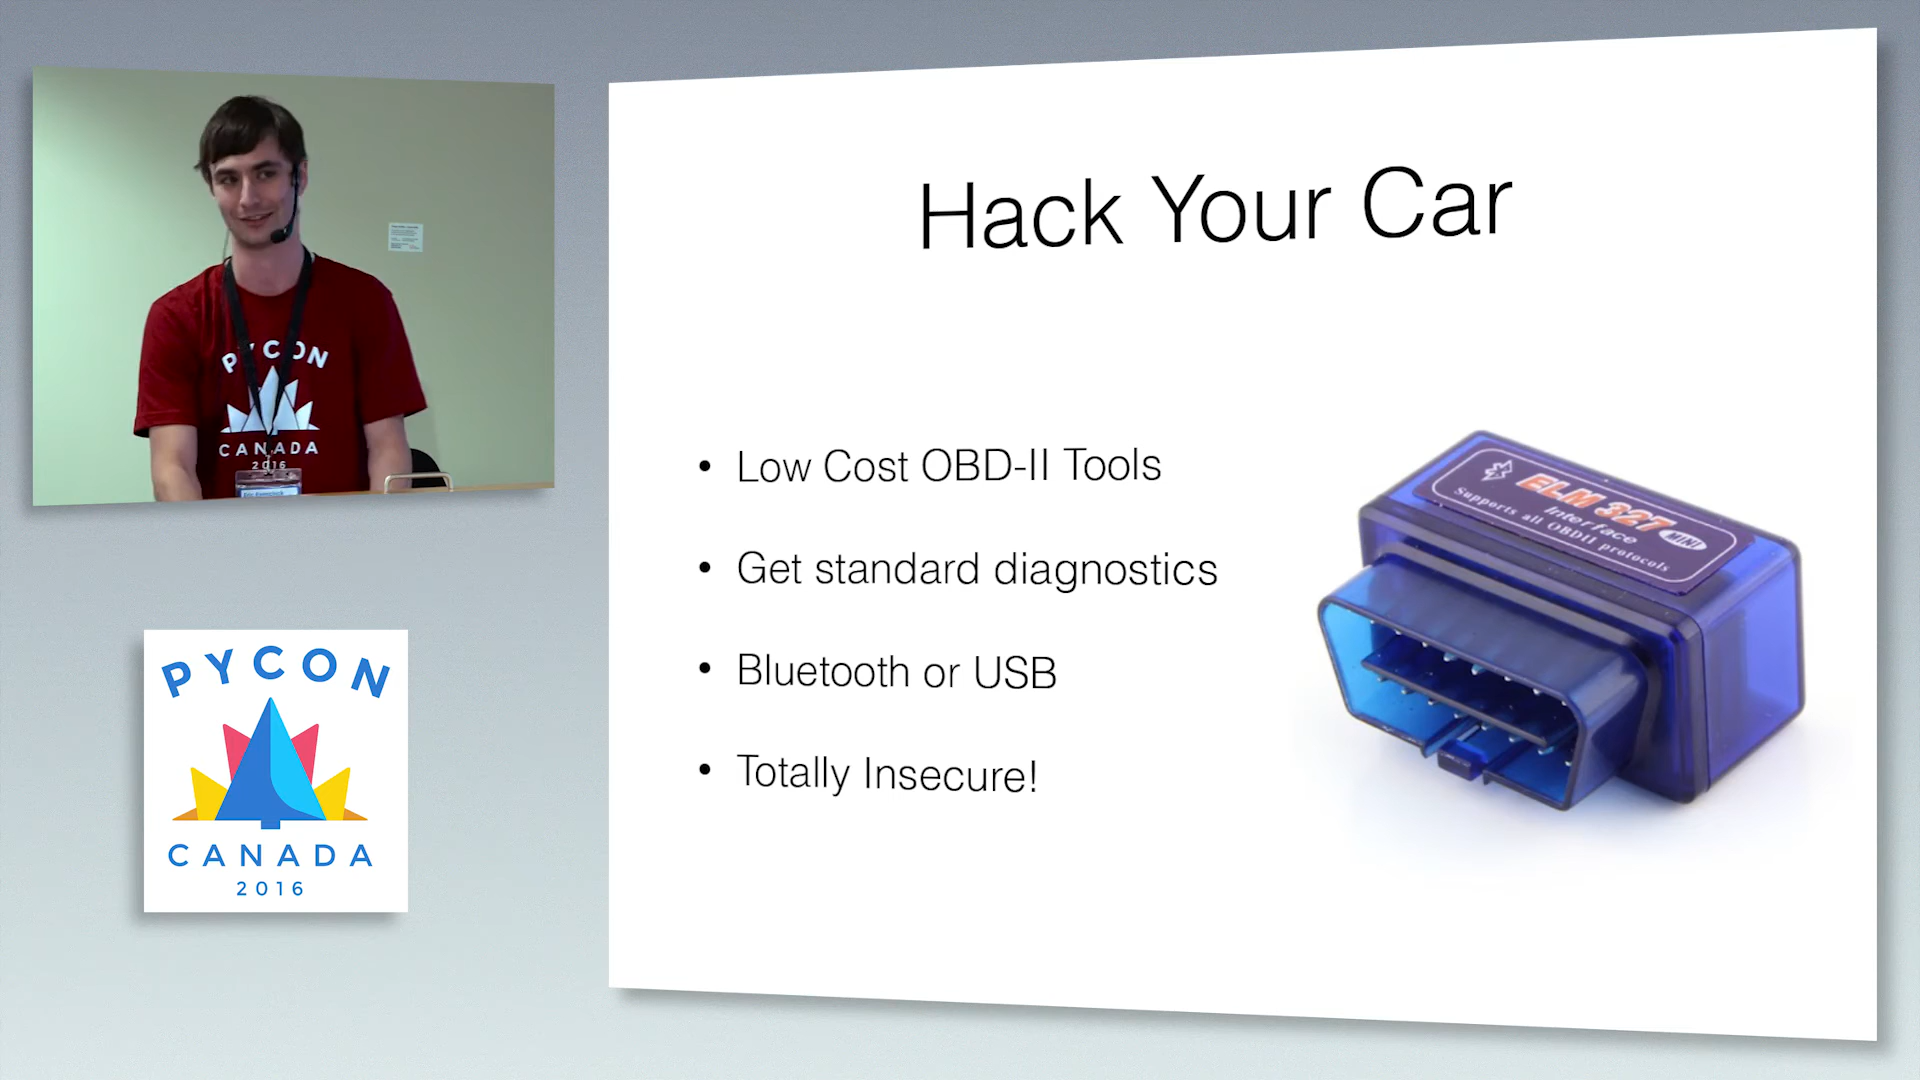 Hack Your Car
• Low Cost OBD-II Tools
• Get standard diagnostics
• Bluetooth or USB
• Totally Insecure!
ELM 327
Interface
MINI
Supports all OBDII protocols
PYCON
CANADA
2016
PYCON
CANADA
2016